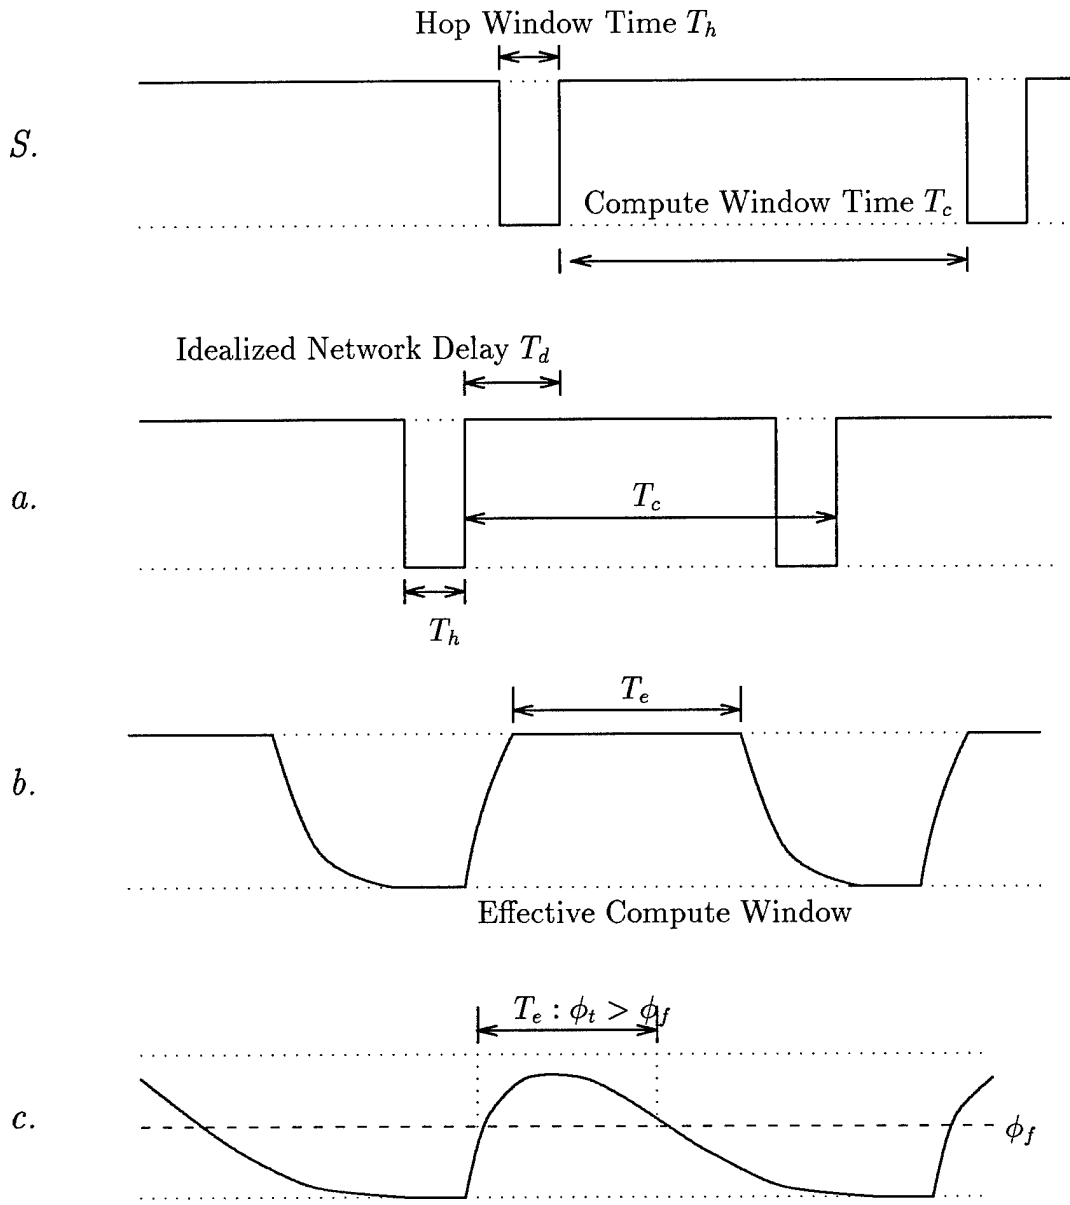 Hop Window Time T_h
S.
Compute Window Time T_c
Idealized Network Delay T_d
a.
T_c
T_h
T_e
b.
Effective Compute Window
T_e : ϕ_t > ϕ_f
c.
ϕ_f